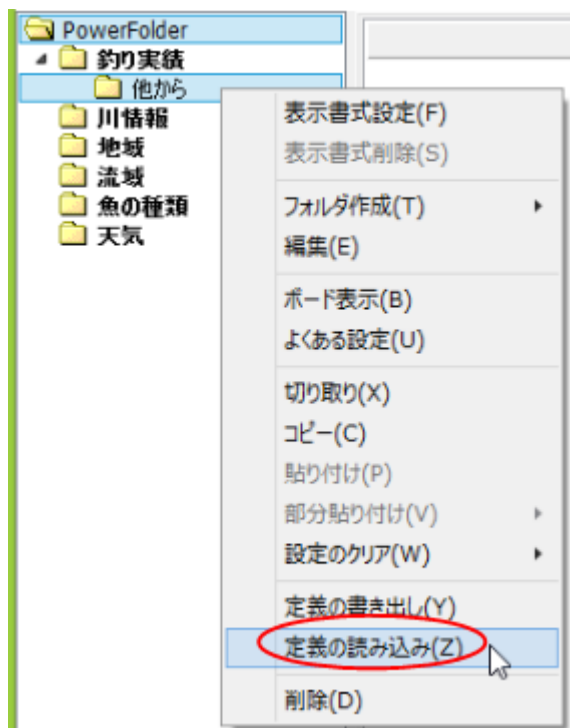 PowerFolder
釣り実績
他から
川情報
地域
流域
魚の種類
天気
表示書式設定(F)
表示書式削除(S)
フォルダ作成(T)
編集(E)
ボード表示(B)
よくある設定(U)
切り取り(X)
コピー(C)
貼り付け(P)
部分貼り付け(V)
設定のクリア(W)
定義の書き出し(Y)
定義の読み込み(Z)
削除(D)